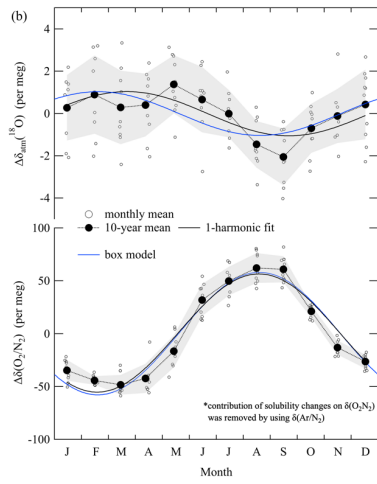 (b)
4
2
0
-2
-4
Δδatm(18O) (per meg)
monthly mean
10-year mean
1-harmonic fit
box model
100
50
0
-50
-100
Δδ(O2/N2) (per meg)
*contribution of solubility changes on δ(O2N2)
was removed by using δ(Ar/N2)
J F M A M J J A S O N D
Month